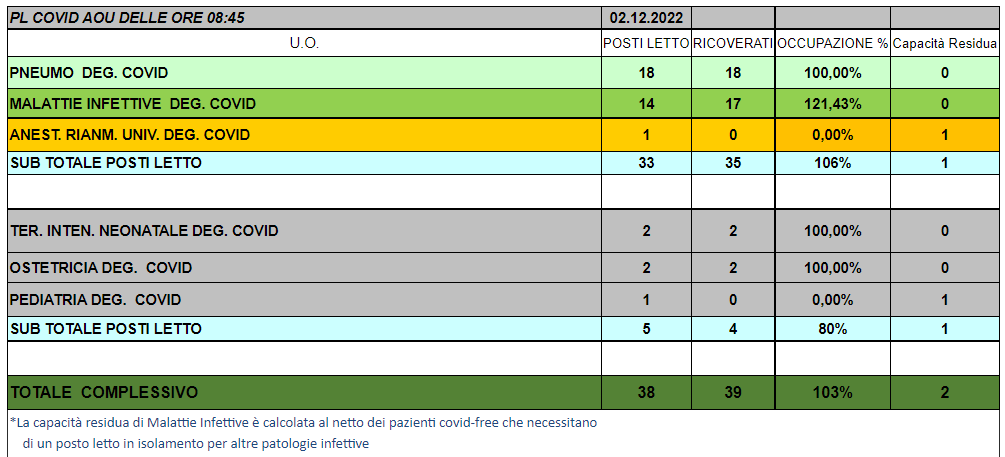 PL COVID AOU DELLE ORE 08:45 02.12.2022
U.O. POSTI LETTO RICOVERATI OCCUPAZIONE % Capacità Residua
PNEUMO DEG. COVID 18 18 100,00% 0
MALATTIE INFETTIVE DEG. COVID 14 17 121,43% 0
ANEST. RIANM. UNIV. DEG. COVID 1 0 0,00% 1
SUB TOTALE POSTI LETTO 33 35 106% 1
TER. INTEN. NEONATALE DEG. COVID 2 2 100,00% 0
OSTETRICIA DEG. COVID 2 2 100,00% 0
PEDIATRIA DEG. COVID 1 0 0,00% 1
SUB TOTALE POSTI LETTO 5 4 80% 1
TOTALE COMPLESSIVO 38 39 103% 2
*La capacità residua di Malattie Infettive è calcolata al netto dei pazienti covid-free che necessitano
di un posto letto in isolamento per altre patologie infettive